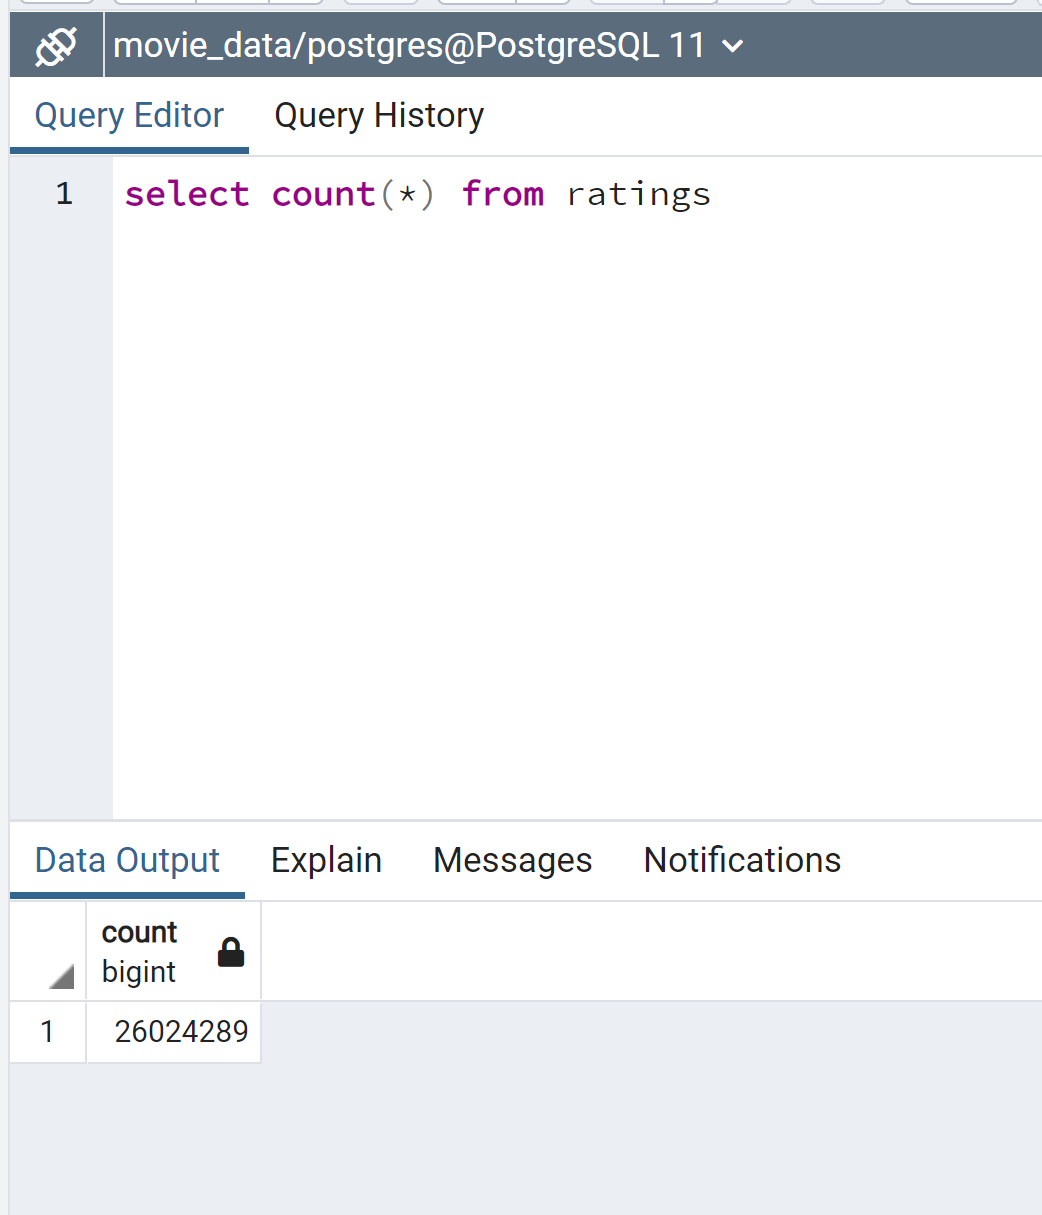 movie_data/postgres@PostgreSQL 11
Query Editor Query History
1 select count(*) from ratings
Data Output Explain Messages Notifications
count
bigint
1 26024289